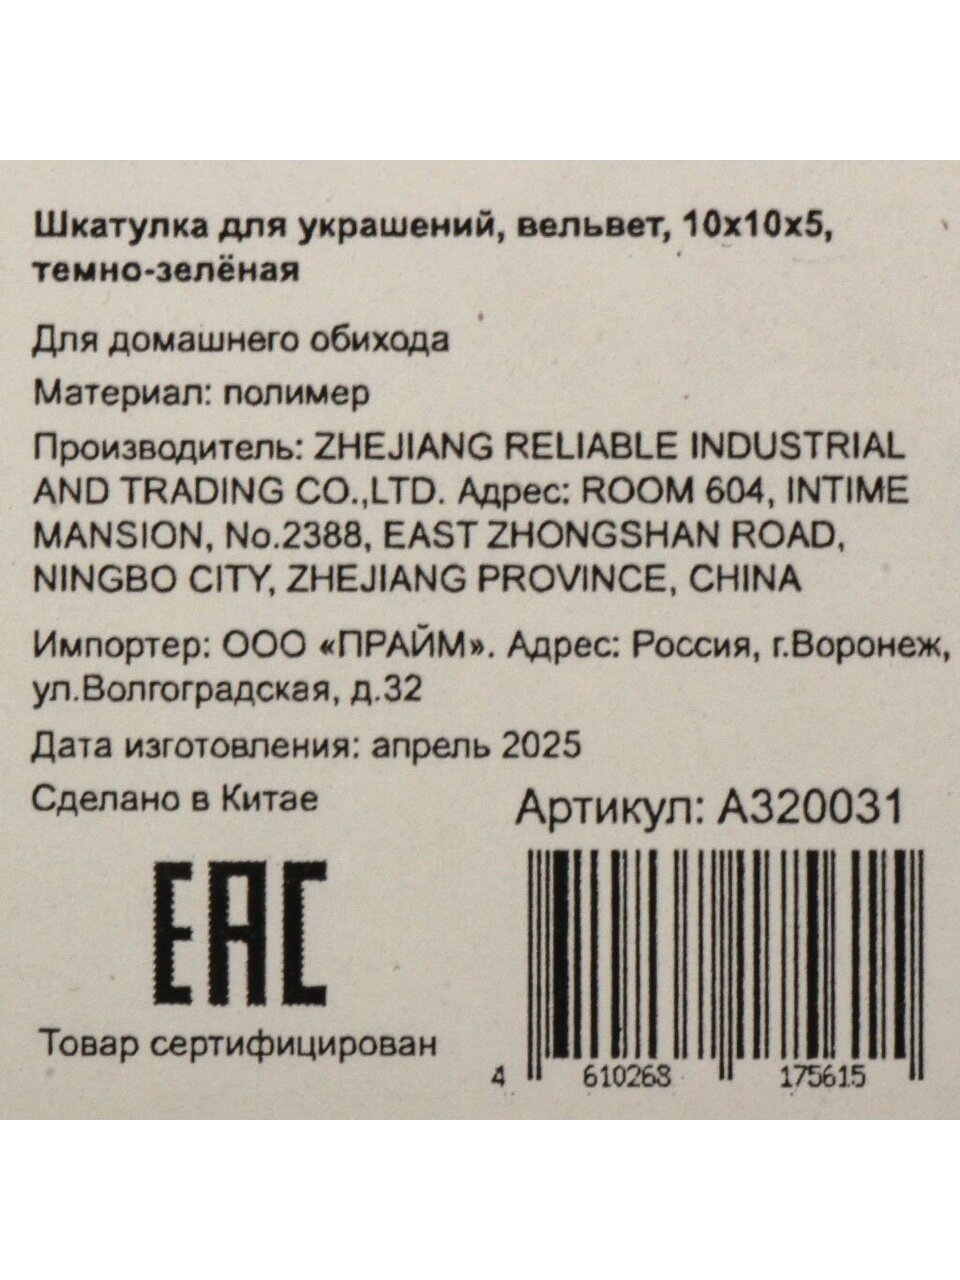 Шкатулка для украшений, вельвет, 10x10x5,
темно-зелёная
Для домашнего обихода
Материал: полимер
Производитель: ZHEJIANG RELIABLE INDUSTRIAL
AND TRADING CO.,LTD. Адрес: ROOM 604, INTIME
MANSION, No.2388, EAST ZHONGSHAN ROAD,
NINGBO CITY, ZHEJIANG PROVINCE, CHINA
Импортер: ООО «ПРАЙМ». Адрес: Россия, г.Воронеж,
ул.Волгоградская, д.32
Дата изготовления: апрель 2025
Сделано в Китае
Артикул: A320031
EAC
Товар сертифицирован
4 610268 175615